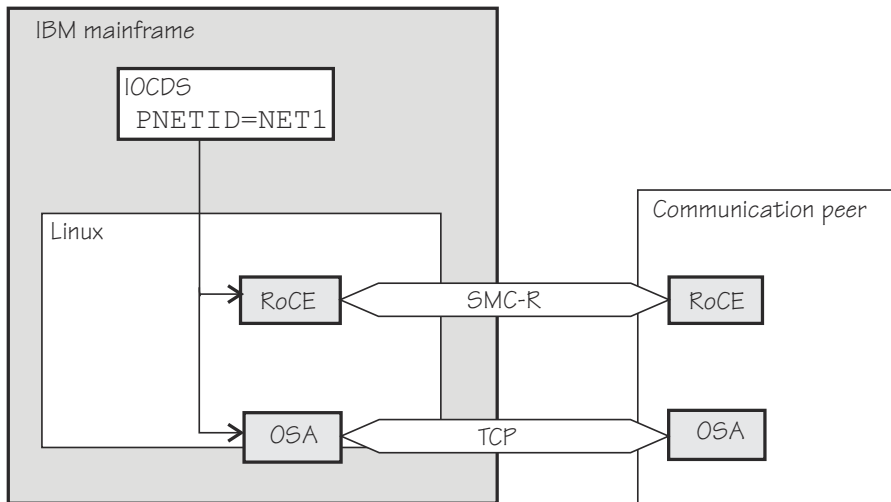 IBM mainframe
IOCDS
PNETID=NET1
Linux
Communication peer
RoCE
SMC-R
RoCE
OSA
TCP
OSA